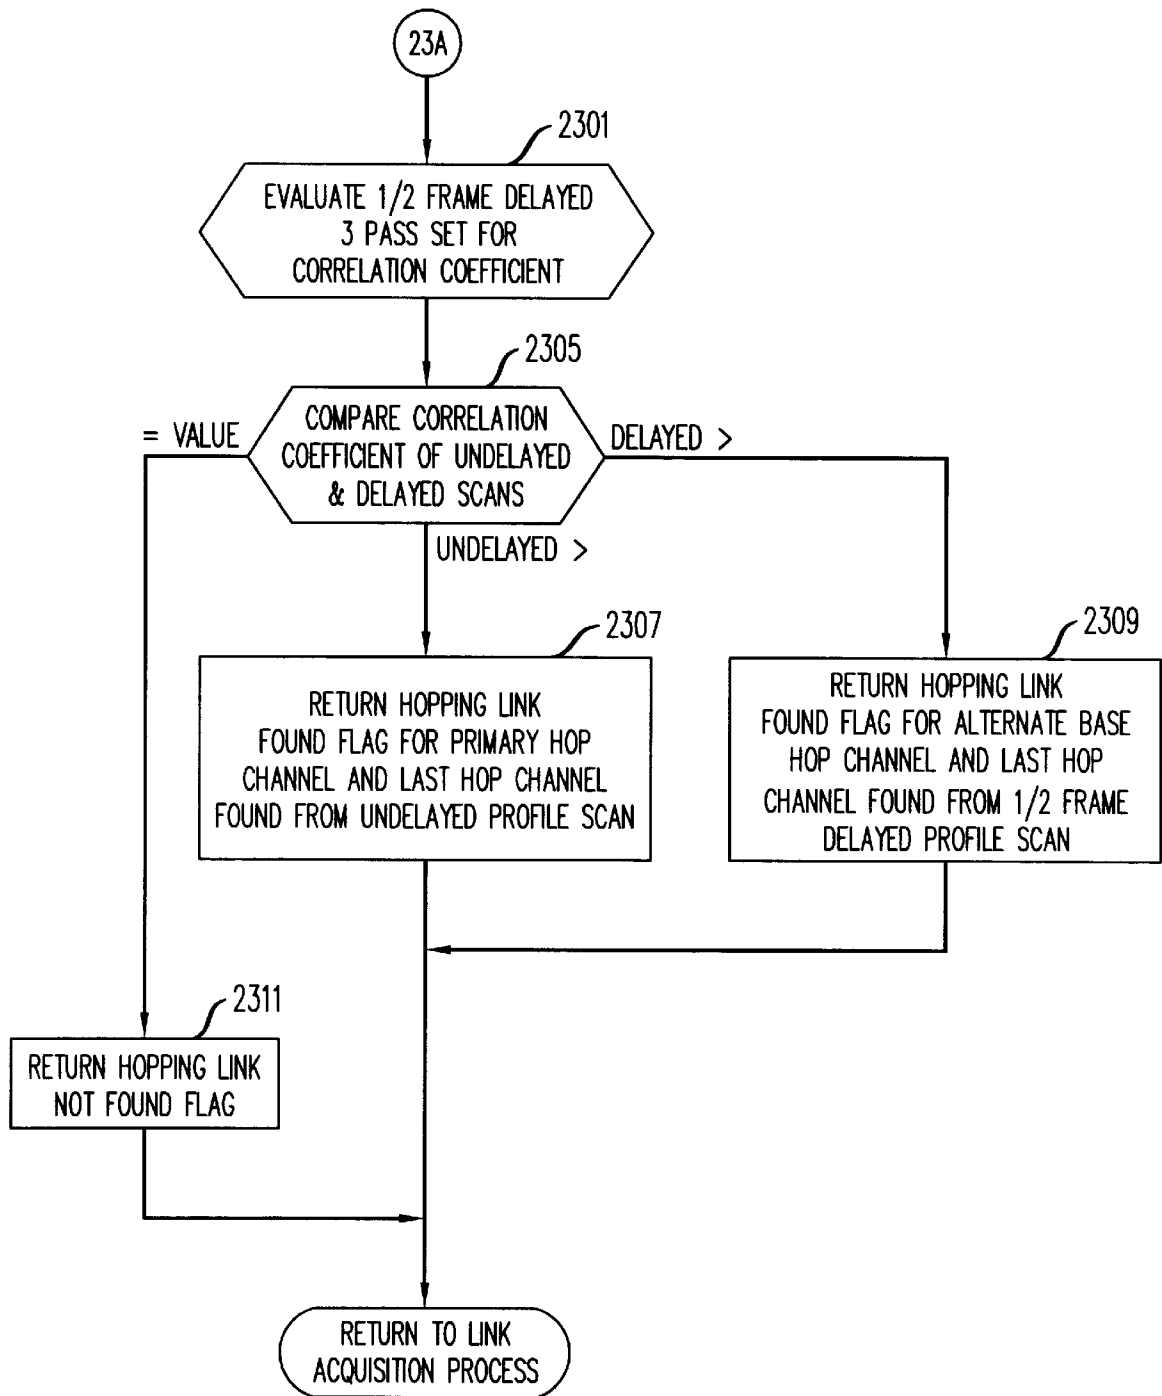 23A
2301
EVALUATE 1/2 FRAME DELAYED
3 PASS SET FOR
CORRELATION COEFFICIENT
2305
COMPARE CORRELATION
COEFFICIENT OF UNDELAYED
& DELAYED SCANS
= VALUE
DELAYED >
UNDELAYED >
2307
RETURN HOPPING LINK
FOUND FLAG FOR PRIMARY HOP
CHANNEL AND LAST HOP CHANNEL
FOUND FROM UNDELAYED PROFILE SCAN
2309
RETURN HOPPING LINK
FOUND FLAG FOR ALTERNATE BASE
HOP CHANNEL AND LAST HOP
CHANNEL FOUND FROM 1/2 FRAME
DELAYED PROFILE SCAN
2311
RETURN HOPPING LINK
NOT FOUND FLAG
RETURN TO LINK
ACQUISITION PROCESS